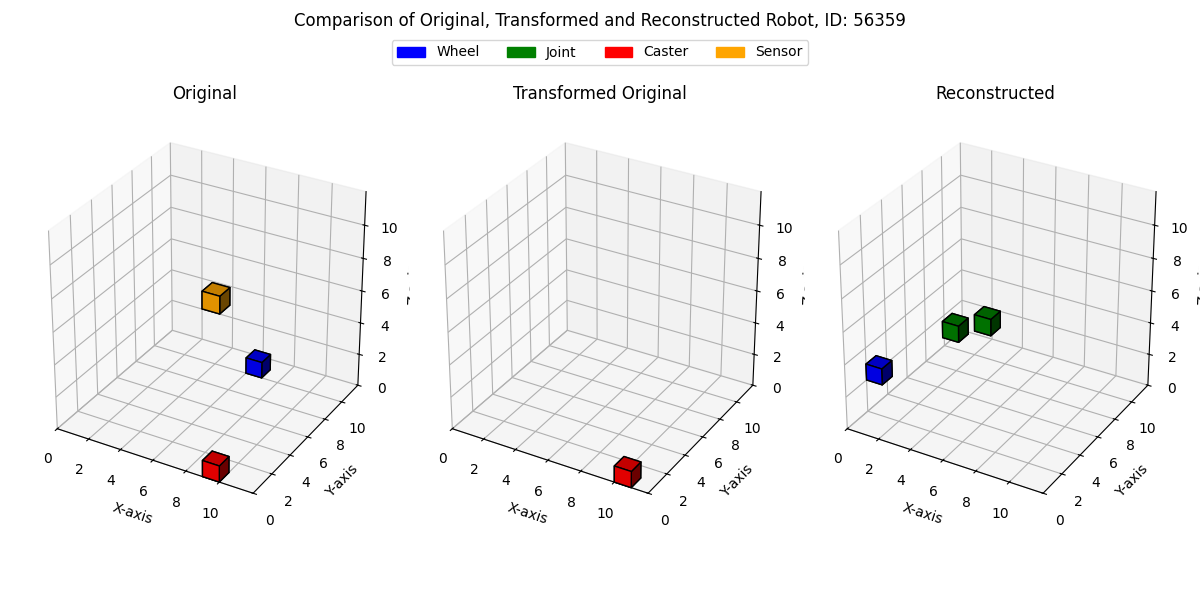 Comparison of Original, Transformed and Reconstructed Robot, ID: 56359
Wheel Joint Caster Sensor
Original
Transformed Original
Reconstructed
0 2 4 6 8 10
X-axis
0 2 4 6 8 10
Y-axis
0 2 4 6 8 10
0 2 4 6 8 10
X-axis
0 2 4 6 8 10
Y-axis
0 2 4 6 8 10
0 2 4 6 8 10
X-axis
0 2 4 6 8 10
Y-axis
0 2 4 6 8 10